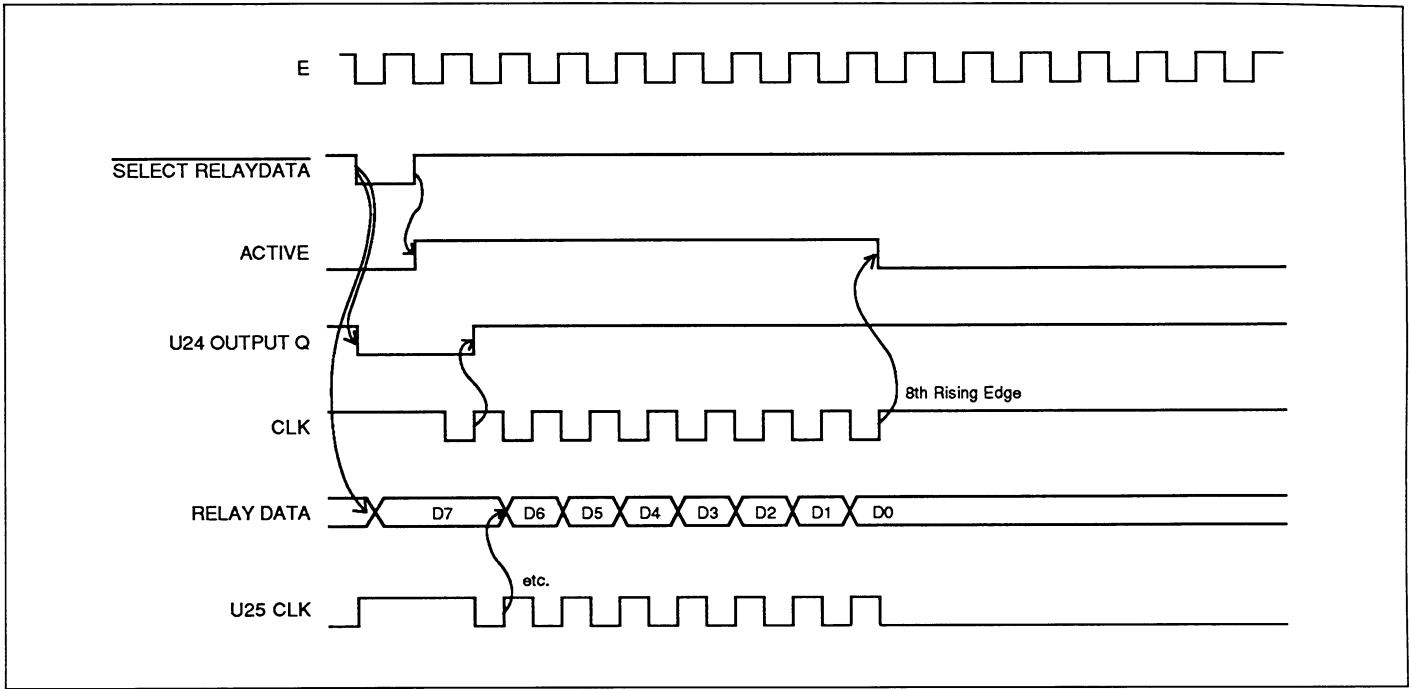 E
SELECT RELAYDATA
ACTIVE
U24 OUTPUT Q
8th Rising Edge
CLK
RELAY DATA
D7 D6 D5 D4 D3 D2 D1 D0
etc.
U25 CLK